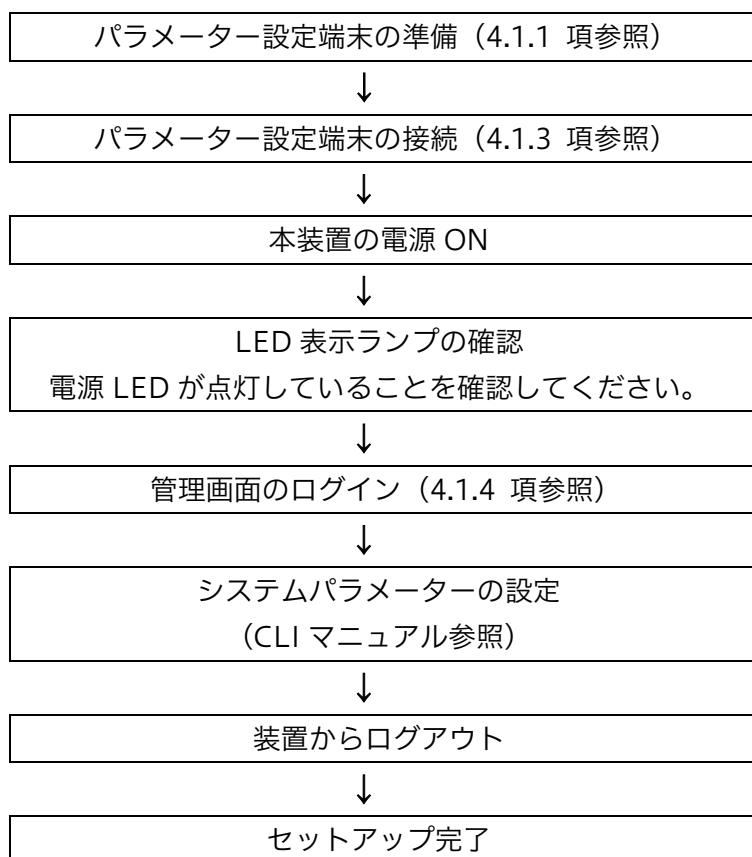 パラメーター設定端末の準備（4.1.1 項参照）
↓
パラメーター設定端末の接続（4.1.3 項参照）
↓
本装置の電源 ON
↓
LED 表示ランプの確認
電源 LED が点灯していることを確認してください。
↓
管理画面のログイン（4.1.4 項参照）
↓
システムパラメーターの設定
（CLI マニュアル参照）
↓
装置からログアウト
↓
セットアップ完了